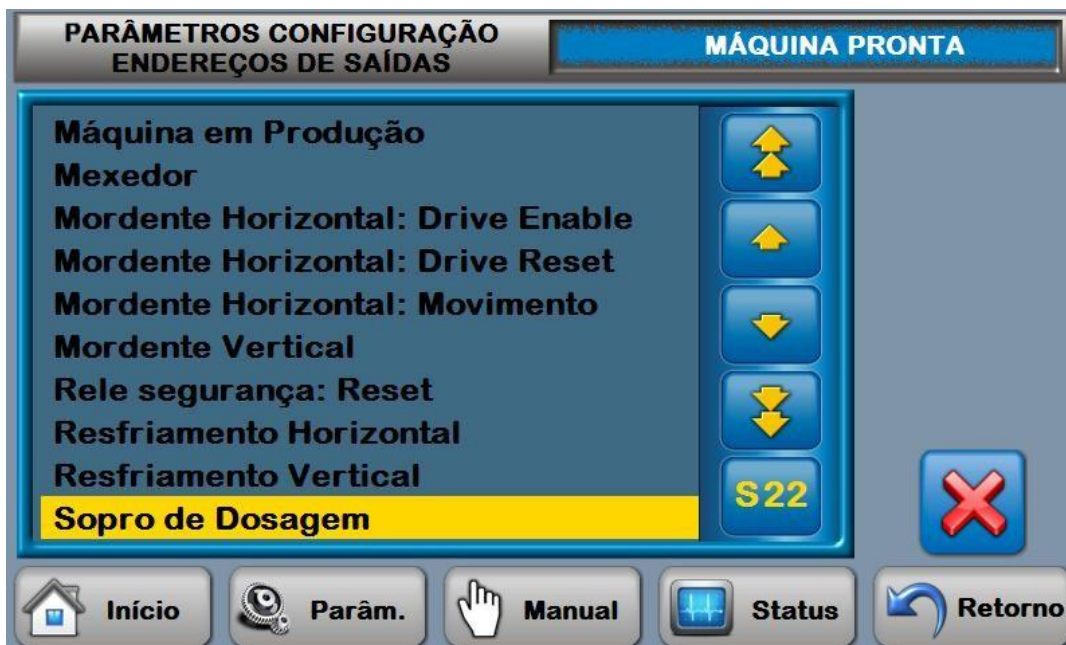 PARÂMETROS CONFIGURAÇÃO
ENDEREÇOS DE SAÍDAS
MÁQUINA PRONTA
Máquina em Produção
Mexedor
Mordente Horizontal: Drive Enable
Mordente Horizontal: Drive Reset
Mordente Horizontal: Movimento
Mordente Vertical
Rele segurança: Reset
Resfriamento Horizontal
Resfriamento Vertical
Sopro de Dosagem
S22
Início
Parâm.
Manual
Status
Retorno